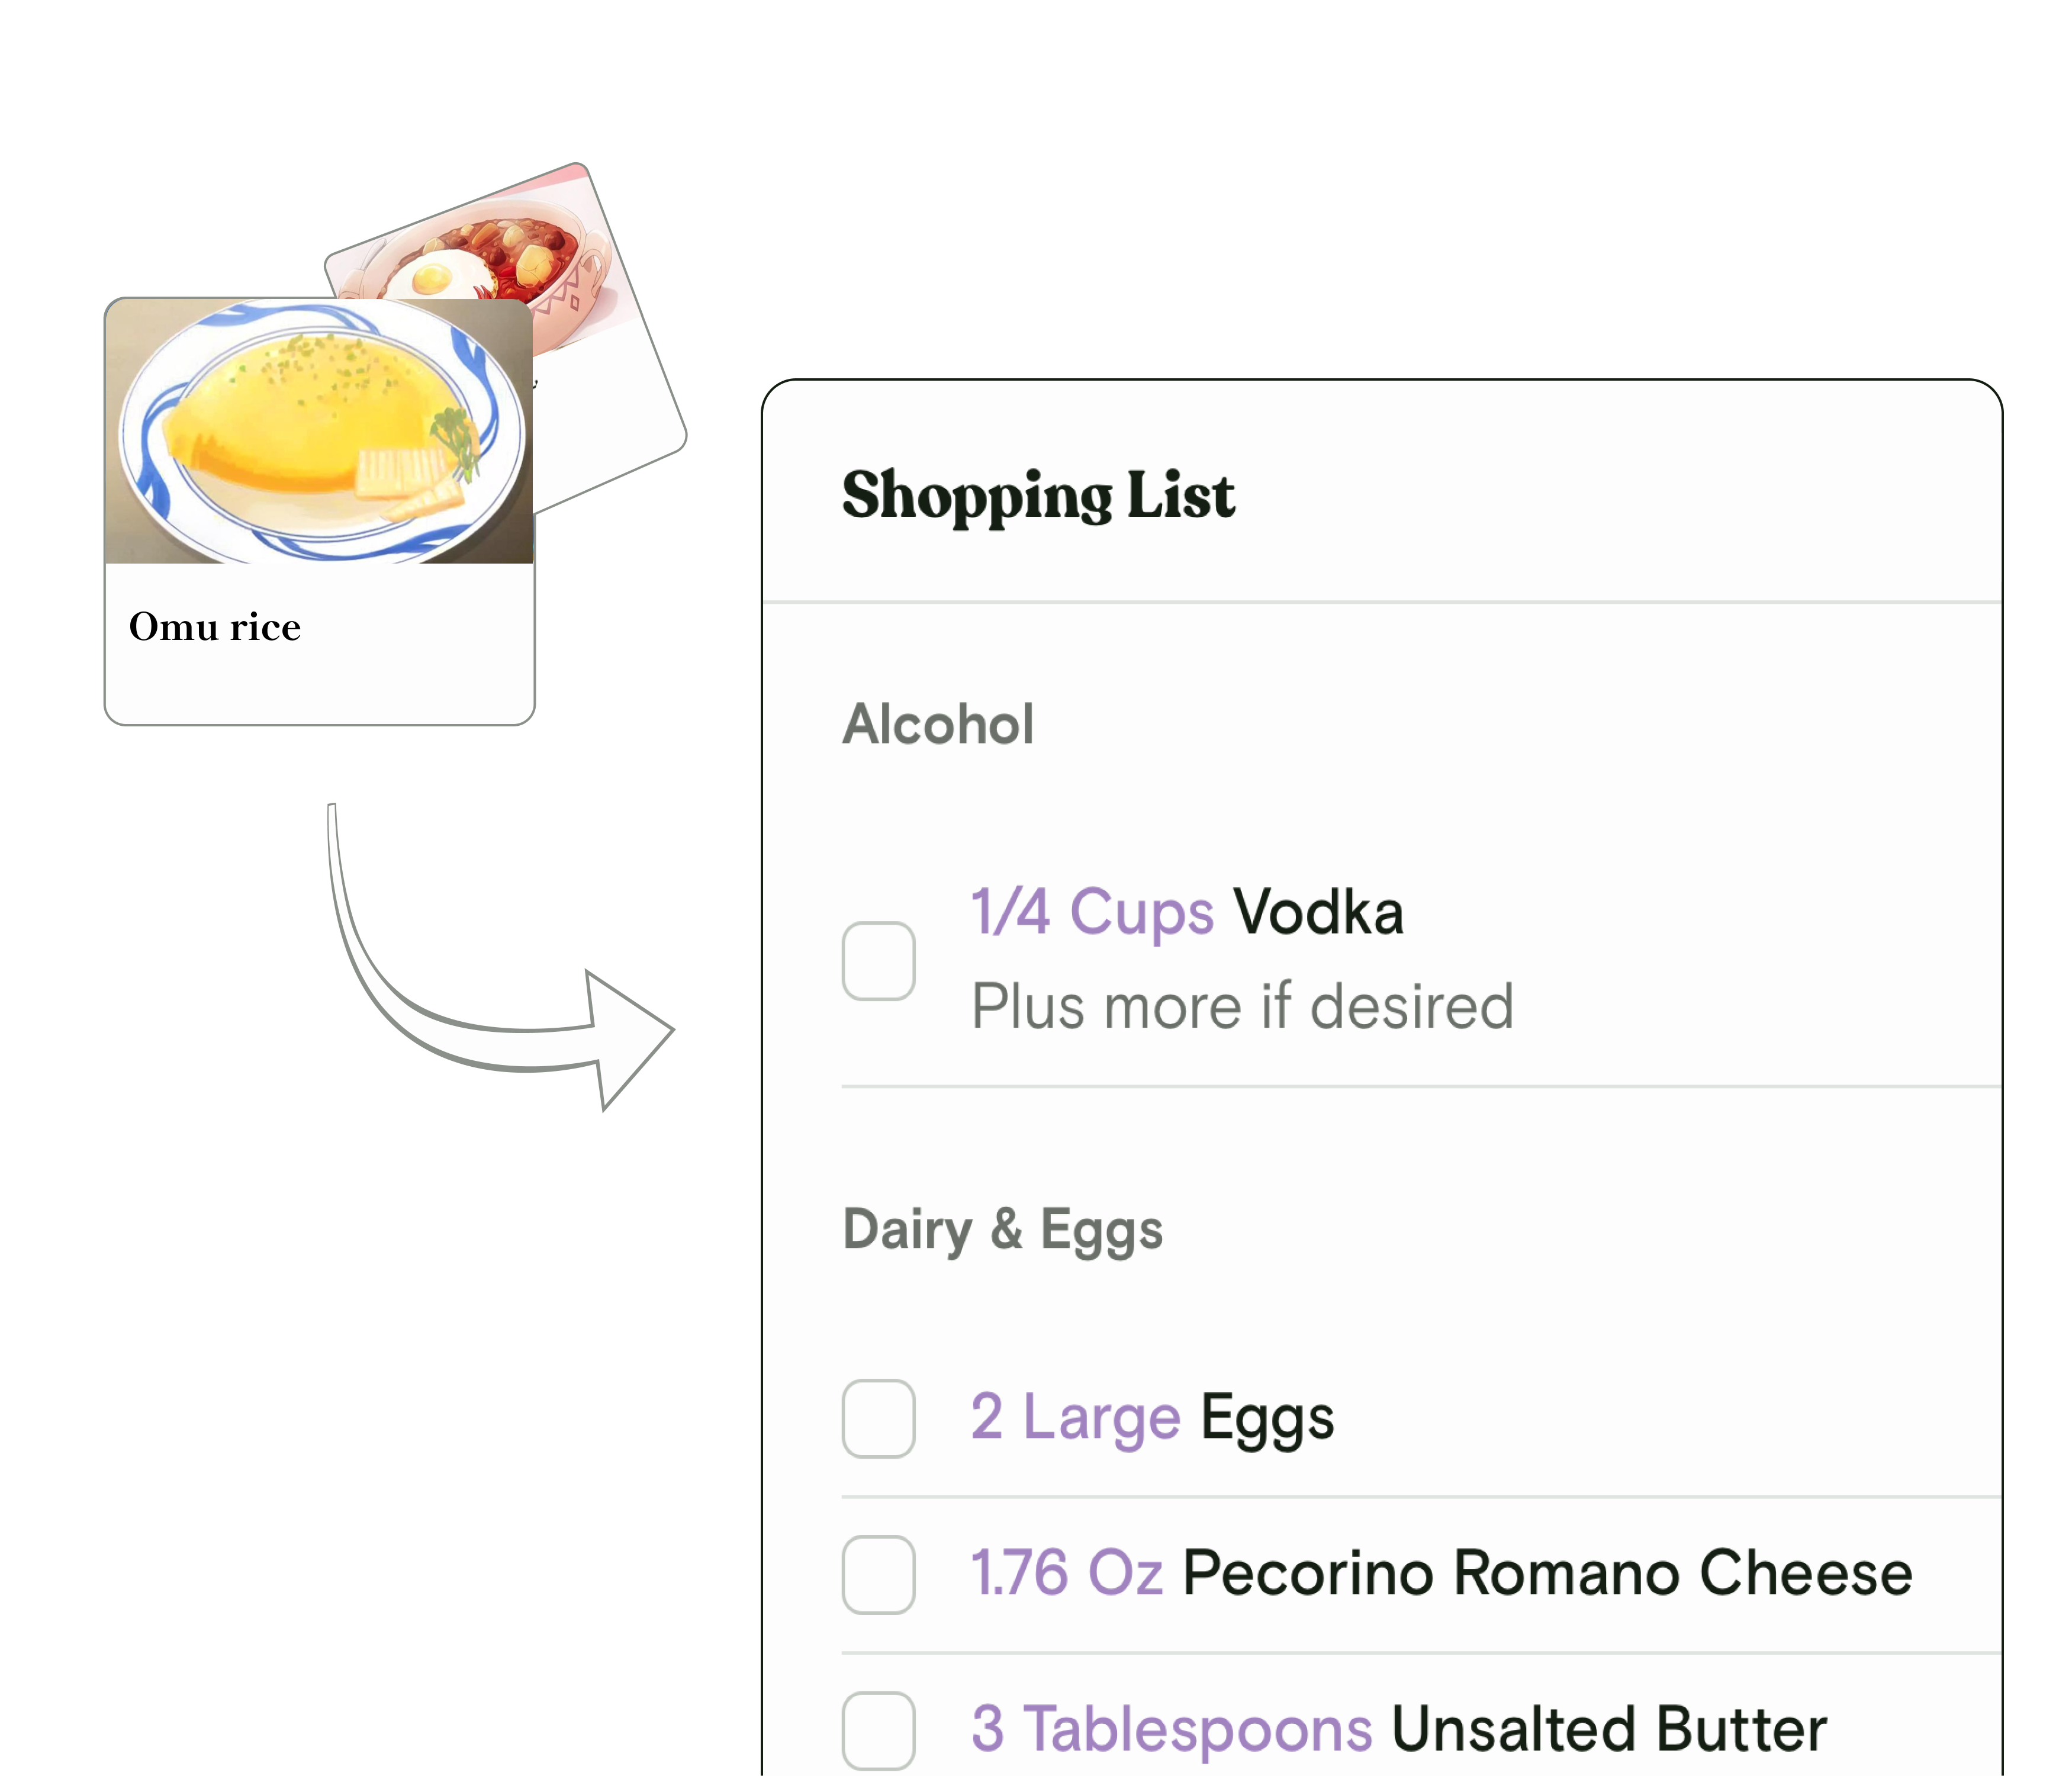 Omu rice
Shopping List
Alcohol
1/4 Cups Vodka
Plus more if desired
Dairy & Eggs
2 Large Eggs
1.76 Oz Pecorino Romano Cheese
3 Tablespoons Unsalted Butter